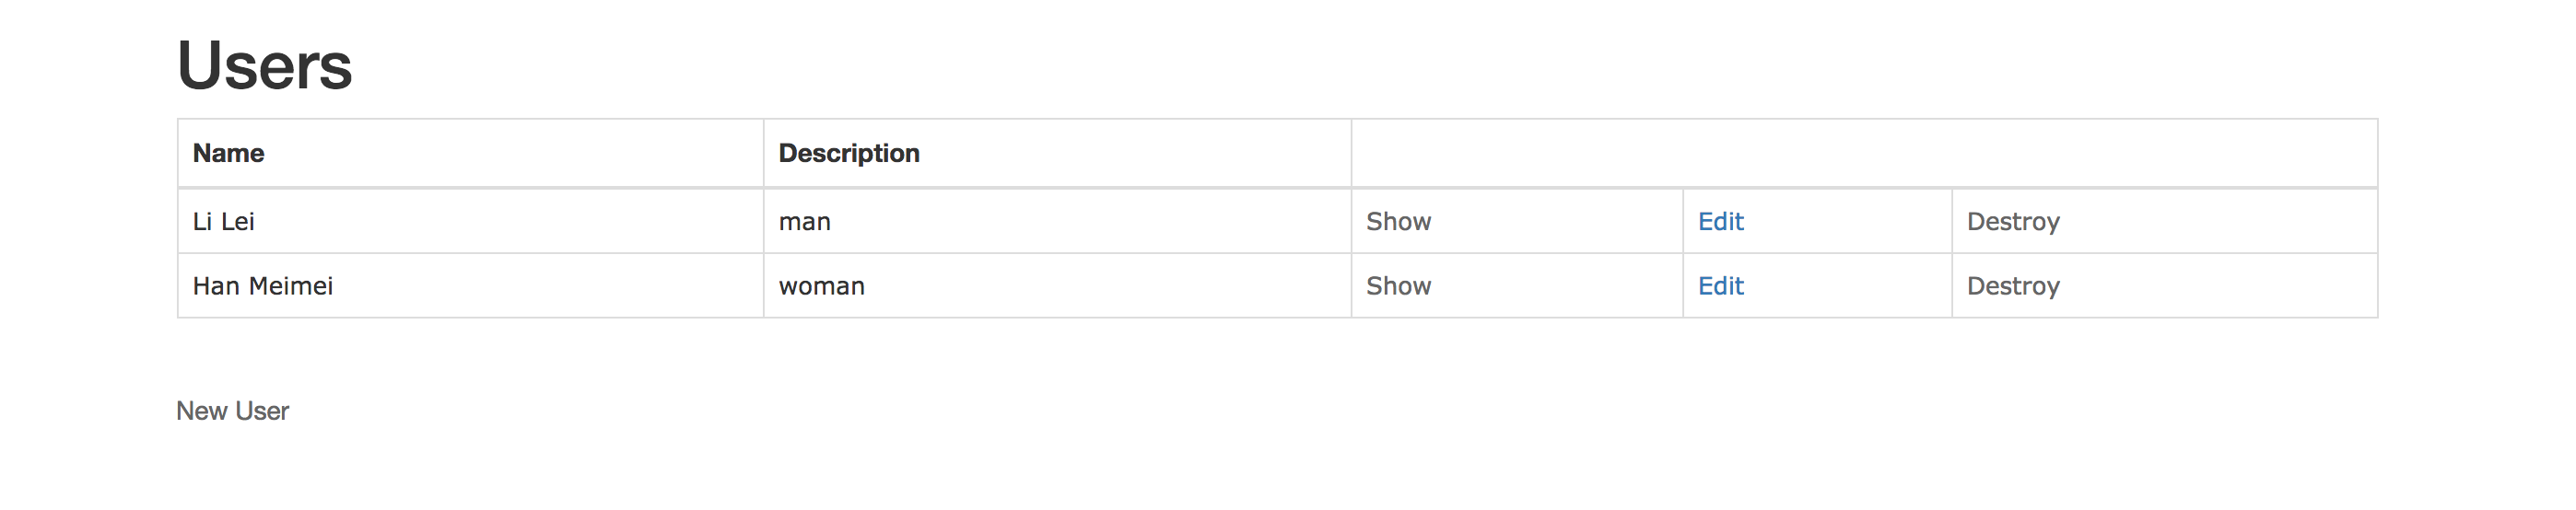 Users
Name Description
Li Lei man Show Edit Destroy
Han Meimei woman Show Edit Destroy
New User